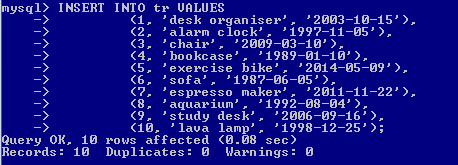 mysql> INSERT INTO tr VALUES
    ->         (1, 'desk organiser', '2003-10-15'),
    ->         (2, 'alarm clock', '1997-11-05'),
    ->         (3, 'chair', '2009-03-10'),
    ->         (4, 'bookcase', '1989-01-10'),
    ->         (5, 'exercise bike', '2014-05-09'),
    ->         (6, 'sofa', '1987-06-05'),
    ->         (7, 'espresso maker', '2011-11-22'),
    ->         (8, 'aquarium', '1992-08-04'),
    ->         (9, 'study desk', '2006-09-16'),
    ->         (10, 'lava lamp', '1998-12-25');
Query OK, 10 rows affected (0.08 sec)
Records: 10  Duplicates: 0  Warnings: 0